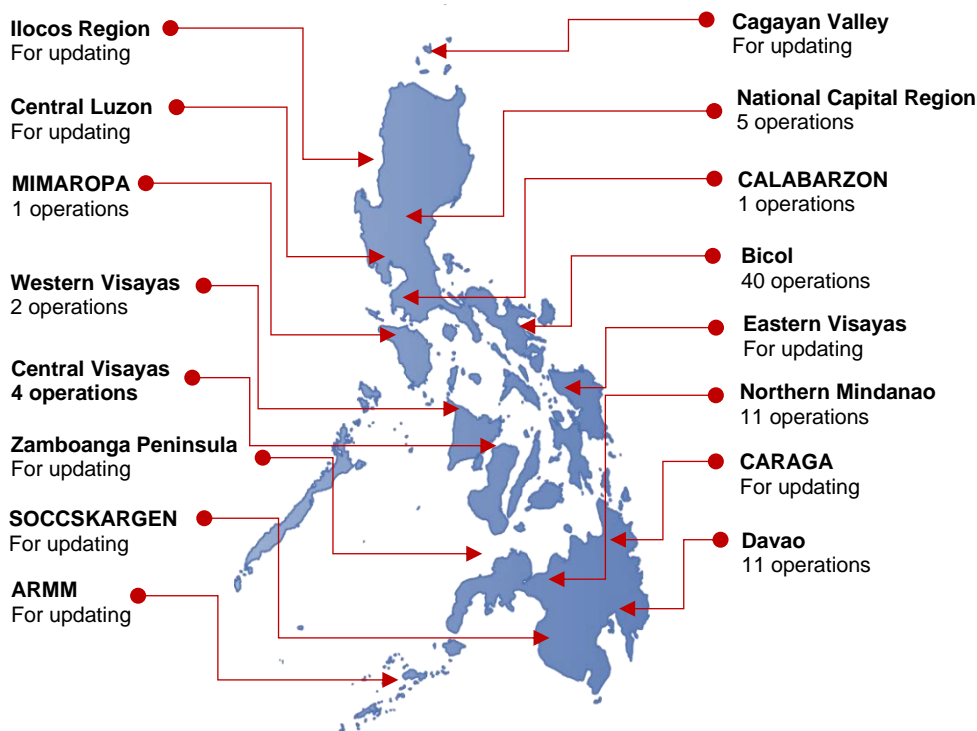 Ilocos Region
For updating
Central Luzon
For updating
MIMAROPA
1 operations
Western Visayas
2 operations
Central Visayas
4 operations
Zamboanga Peninsula
For updating
SOCCSKARGEN
For updating
ARMM
For updating
Cagayan Valley
For updating
National Capital Region
5 operations
CALABARZON
1 operations
Bicol
40 operations
Eastern Visayas
For updating
Northern Mindanao
11 operations
CARAGA
For updating
Davao
11 operations